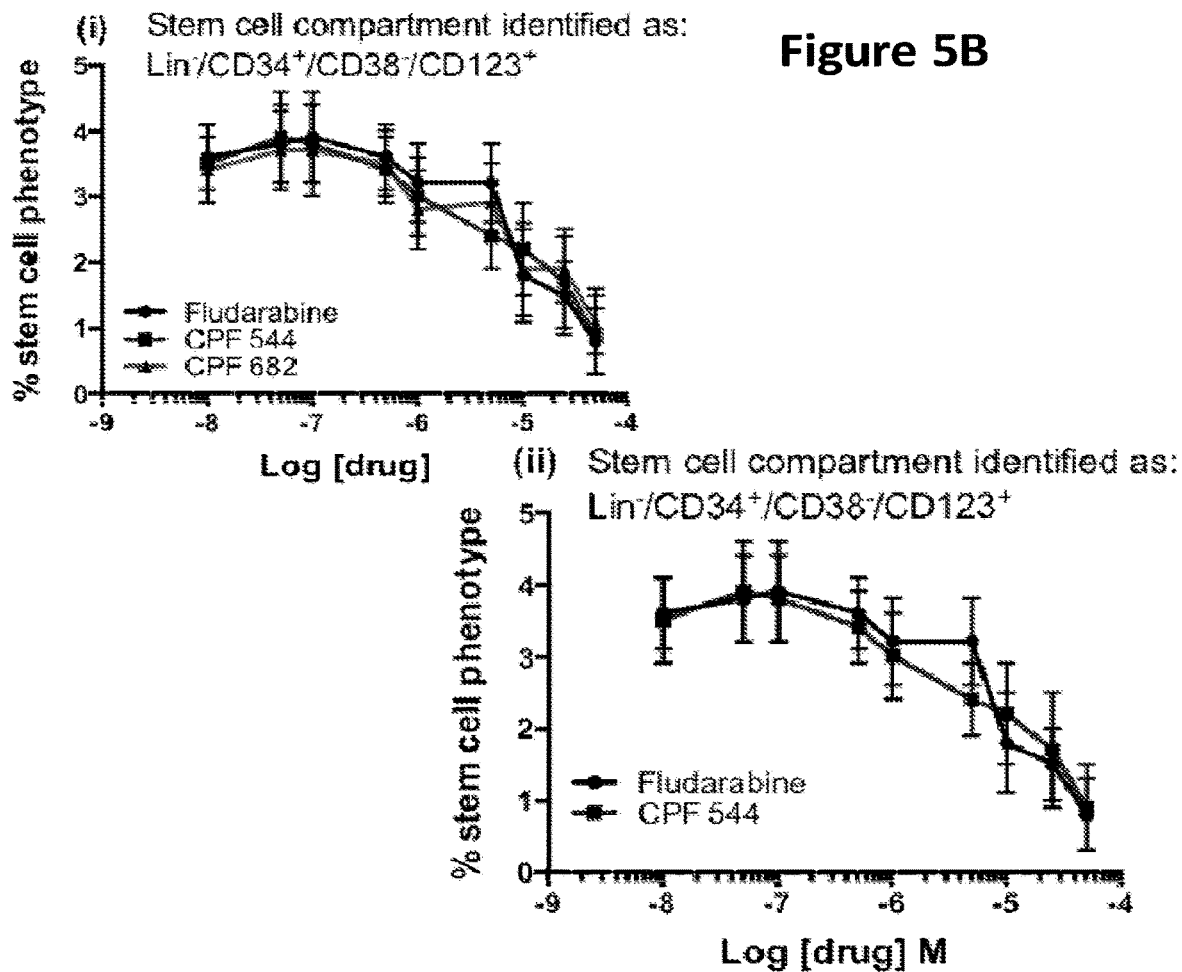 (i) Stem cell compartment identified as:
Lin⁻/CD34⁺/CD38⁻/CD123⁺
Figure 5B
% stem cell phenotype
5
4
3
2
1
0
Fludarabine
CPF 544
CPF 682
-9 -8 -7 -6 -5 -4
Log [drug]
(ii) Stem cell compartment identified as:
Lin⁻/CD34⁺/CD38⁻/CD123⁺
% stem cell phenotype
5
4
3
2
1
0
Fludarabine
CPF 544
-9 -8 -7 -6 -5 -4
Log [drug] M